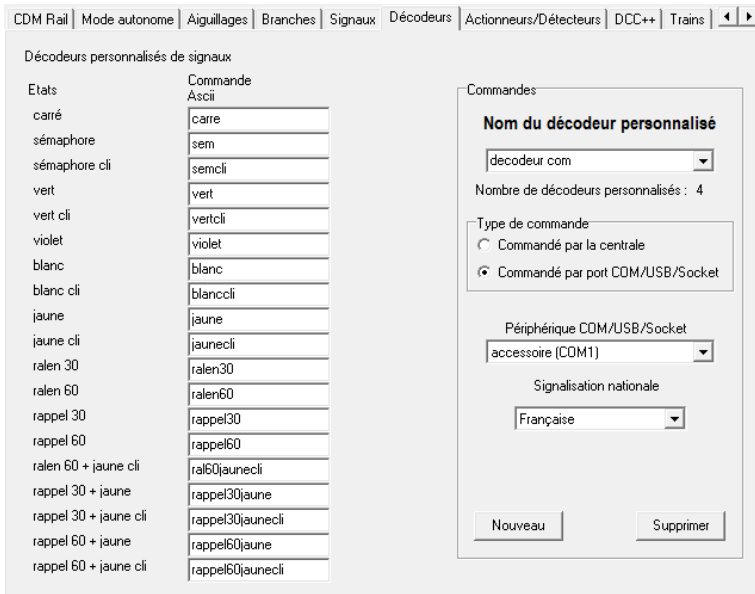 CDM Rail Mode autonome Aiguillages Branches Signaux Décodeurs Actionneurs/Détecteurs DCC++ Trains
Décodeurs personnalisés de signaux
Etats
Commande
Ascii
carré carre
sémaphore sem
sémaphore cli semcli
vert vert
vert cli vertcli
violet violet
blanc blanc
blanc cli blanccli
jaune jaune
jaune cli jaunecli
ralen 30 ralen30
ralen 60 ralen60
rappel 30 rappel30
rappel 60 rappel60
ralen 60 + jaune cli ral60jaunecli
rappel 30 + jaune rappel30jaune
rappel 30 + jaune cli rappel30jaunecli
rappel 60 + jaune rappel60jaune
rappel 60 + jaune cli rappel60jaunecli
Commandes
Nom du décodeur personnalisé
decodeur com
Nombre de décodeurs personnalisés : 4
Type de commande
Commandé par la centrale
Commandé par port COM/USB/Socket
Périphérique COM/USB/Socket
accessoire (COM1)
Signalisation nationale
Française
Nouveau Supprimer